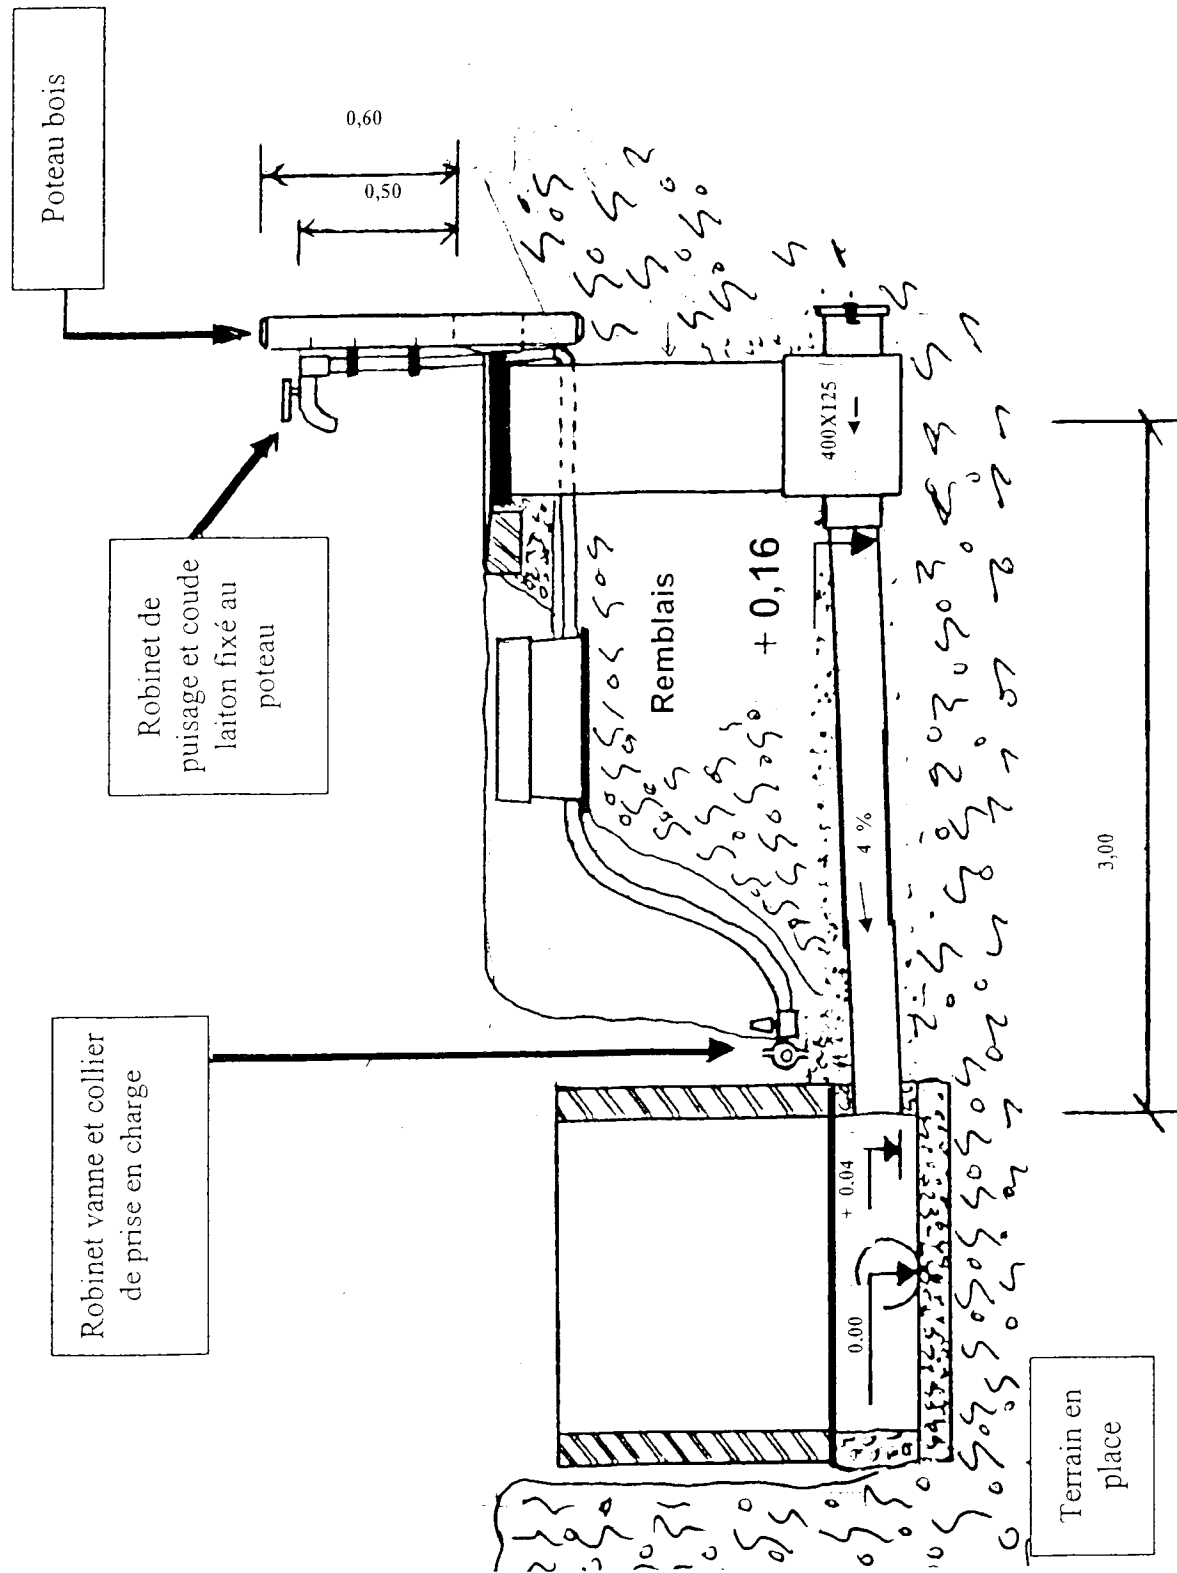 Poteau bois
0,60
0,50
Robinet de
puisage et coude
laiton fixé au
poteau
400X125
Remblais
+ 0,16
4 %
3,00
Robinet vanne et collier
de prise en charge
+ 0.04
0.00
Terrain en
place